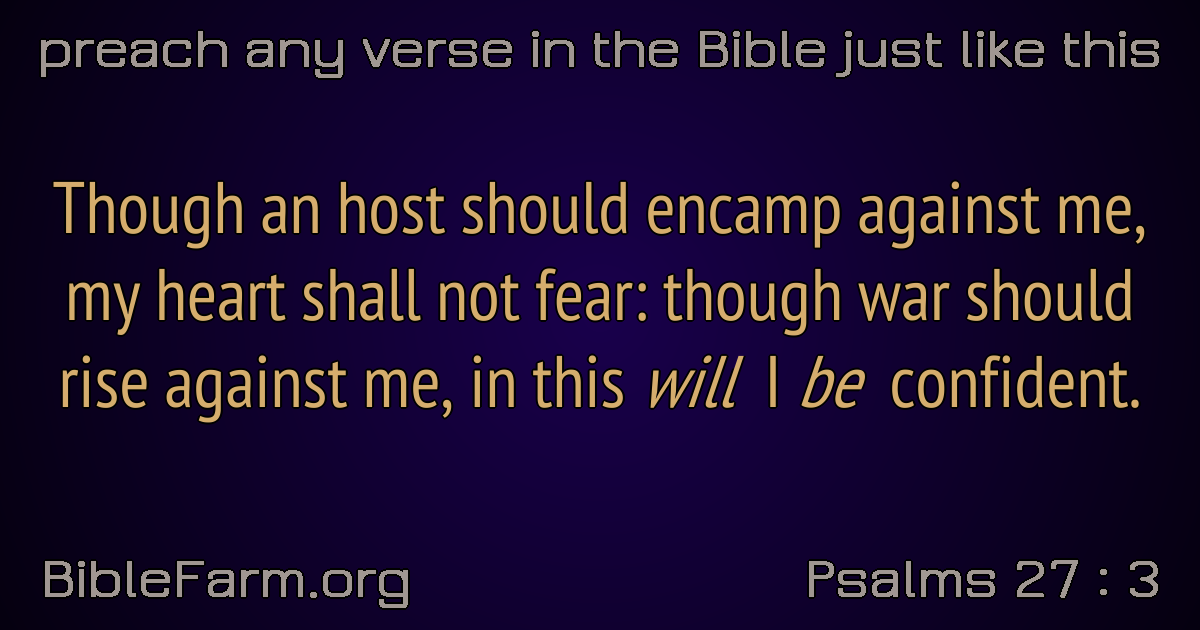 preach any verse in the Bible just like this
Though an host should encamp against me,
my heart shall not fear: though war should
rise against me, in this will I be confident.
BibleFarm.org
Psalms 27 : 3